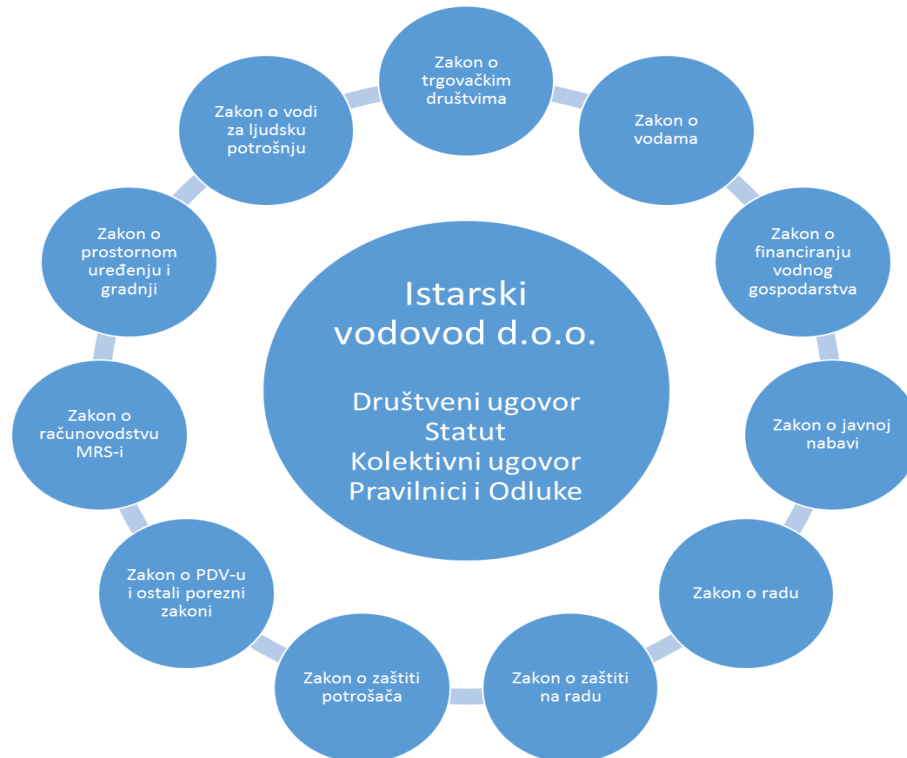 Zakon o
trgovačkim
društvima
Zakon o
vodama
Zakon o
financiranju
vodnog
gospodarstva
Zakon o javnoj
nabavi
Zakon o radu
Zakon o zaštiti
na radu
Zakon o zaštiti
potrošača
Zakon o PDV-u
i ostali porezni
zakoni
Zakon o
računovodstvu
MRS-i
Zakon o
prostornom
uređenju i
gradnji
Zakon o vodi
za ljudsku
potrošnju
Istarski
vodovod d.o.o.
Društveni ugovor
Statut
Kolektivni ugovor
Pravilnici i Odluke